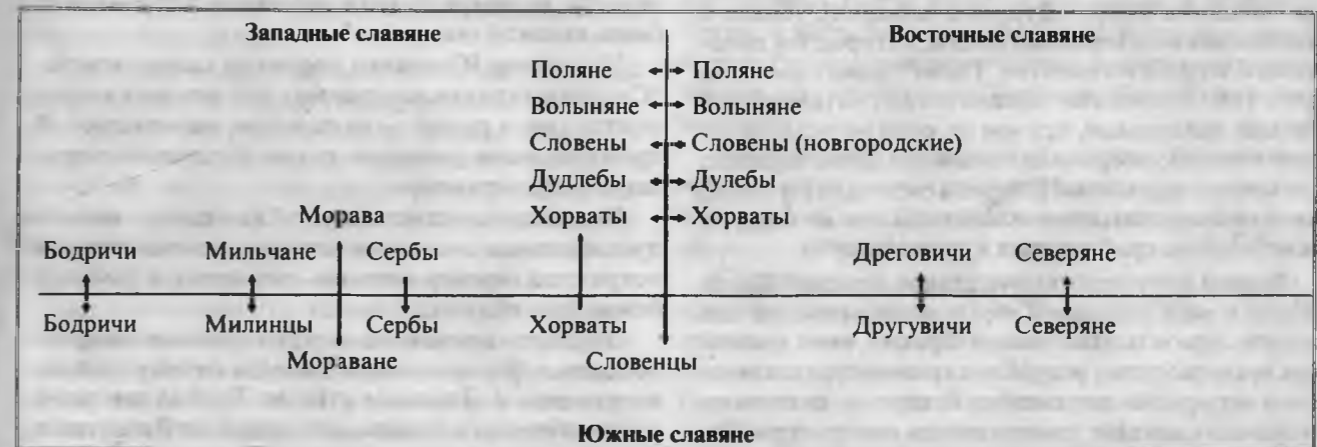 Западные славяне Восточные славяне
Поляне Поляне
Волыняне Волыняне
Словены Словены (новгородские)
Дудлебы Дулебы
Морава Хорваты Хорваты
Бодричи Мильчане Сербы Дреговичи Северяне
Бодричи Милинцы Сербы Хорваты Другувичи Северяне
Мораване Словенцы
Южные славяне